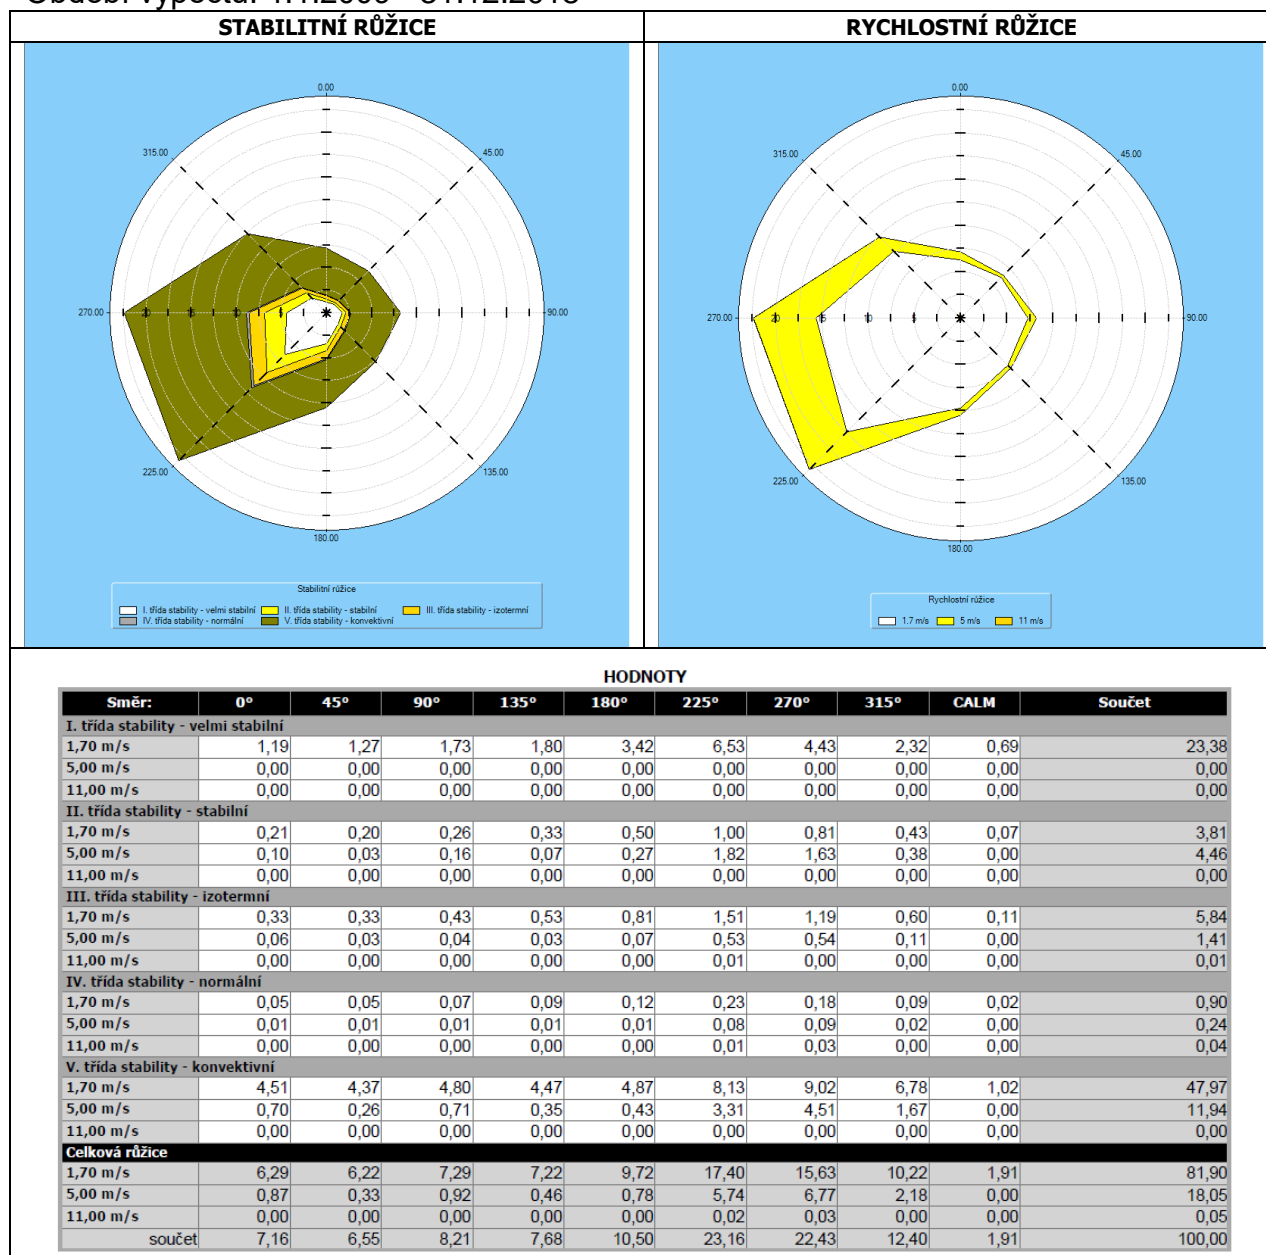 STABILITNÍ RŮŽICE RYCHLOSTNÍ RŮŽICE
0.00
45.00
90.00
135.00
180.00
225.00
270.00
315.00
20 15 10 5
Stabilitní růžice
I. třída stability - velmi stabilní II. třída stability - stabilní III. třída stability - izotermní
IV. třída stability - normální V. třída stability - konvektivní
0.00
45.00
90.00
135.00
180.00
225.00
270.00
315.00
20 15 10 5
Rychlostní růžice
1.7 m/s 5 m/s 11 m/s
HODNOTY
Směr: 0° 45° 90° 135° 180° 225° 270° 315° CALM Součet
I. třída stability - velmi stabilní
1,70 m/s 1,19 1,27 1,73 1,80 3,42 6,53 4,43 2,32 0,69 23,38
5,00 m/s 0,00 0,00 0,00 0,00 0,00 0,00 0,00 0,00 0,00 0,00
11,00 m/s 0,00 0,00 0,00 0,00 0,00 0,00 0,00 0,00 0,00 0,00
II. třída stability - stabilní
1,70 m/s 0,21 0,20 0,26 0,33 0,50 1,00 0,81 0,43 0,07 3,81
5,00 m/s 0,10 0,03 0,16 0,07 0,27 1,82 1,63 0,38 0,00 4,46
11,00 m/s 0,00 0,00 0,00 0,00 0,00 0,00 0,00 0,00 0,00 0,00
III. třída stability - izotermní
1,70 m/s 0,33 0,33 0,43 0,53 0,81 1,51 1,19 0,60 0,11 5,84
5,00 m/s 0,06 0,03 0,04 0,03 0,07 0,53 0,54 0,11 0,00 1,41
11,00 m/s 0,00 0,00 0,00 0,00 0,00 0,01 0,00 0,00 0,00 0,01
IV. třída stability - normální
1,70 m/s 0,05 0,05 0,07 0,09 0,12 0,23 0,18 0,09 0,02 0,90
5,00 m/s 0,01 0,01 0,01 0,01 0,01 0,08 0,09 0,02 0,00 0,24
11,00 m/s 0,00 0,00 0,00 0,00 0,00 0,01 0,03 0,00 0,00 0,04
V. třída stability - konvektivní
1,70 m/s 4,51 4,37 4,80 4,47 4,87 8,13 9,02 6,78 1,02 47,97
5,00 m/s 0,70 0,26 0,71 0,35 0,43 3,31 4,51 1,67 0,00 11,94
11,00 m/s 0,00 0,00 0,00 0,00 0,00 0,00 0,00 0,00 0,00 0,00
Celková růžice
1,70 m/s 6,29 6,22 7,29 7,22 9,72 17,40 15,63 10,22 1,91 81,90
5,00 m/s 0,87 0,33 0,92 0,46 0,78 5,74 6,77 2,18 0,00 18,05
11,00 m/s 0,00 0,00 0,00 0,00 0,00 0,02 0,03 0,00 0,00 0,05
součet 7,16 6,55 8,21 7,68 10,50 23,16 22,43 12,40 1,91 100,00